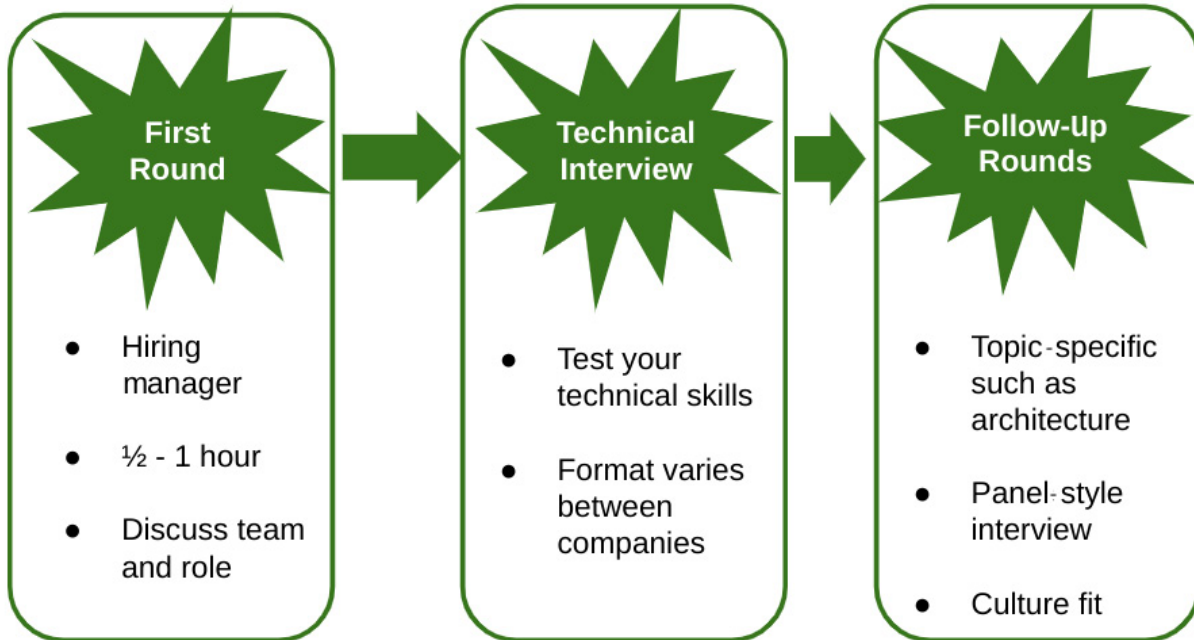 First
Round
● Hiring
manager
● ½ - 1 hour
● Discuss team
and role
Technical
Interview
● Test your
technical skills
● Format varies
between
companies
Follow-Up
Rounds
● Topic-specific
such as
architecture
● Panel-style
interview
● Culture fit